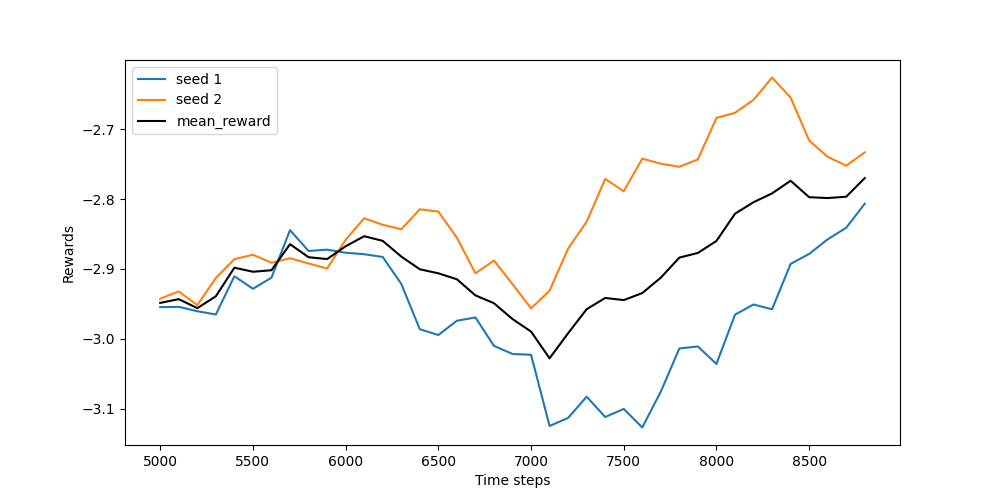 seed 1
seed 2
mean_reward
Rewards
−2.7
−2.8
−2.9
−3.0
−3.1
5000 5500 6000 6500 7000 7500 8000 8500
Time steps